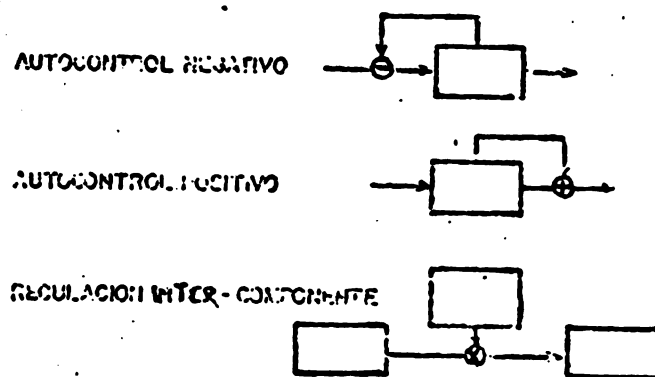 AUTOCONTROL NEGATIVO
AUTOCONTROL POSITIVO
REGULACION INTER-COMPONENTE